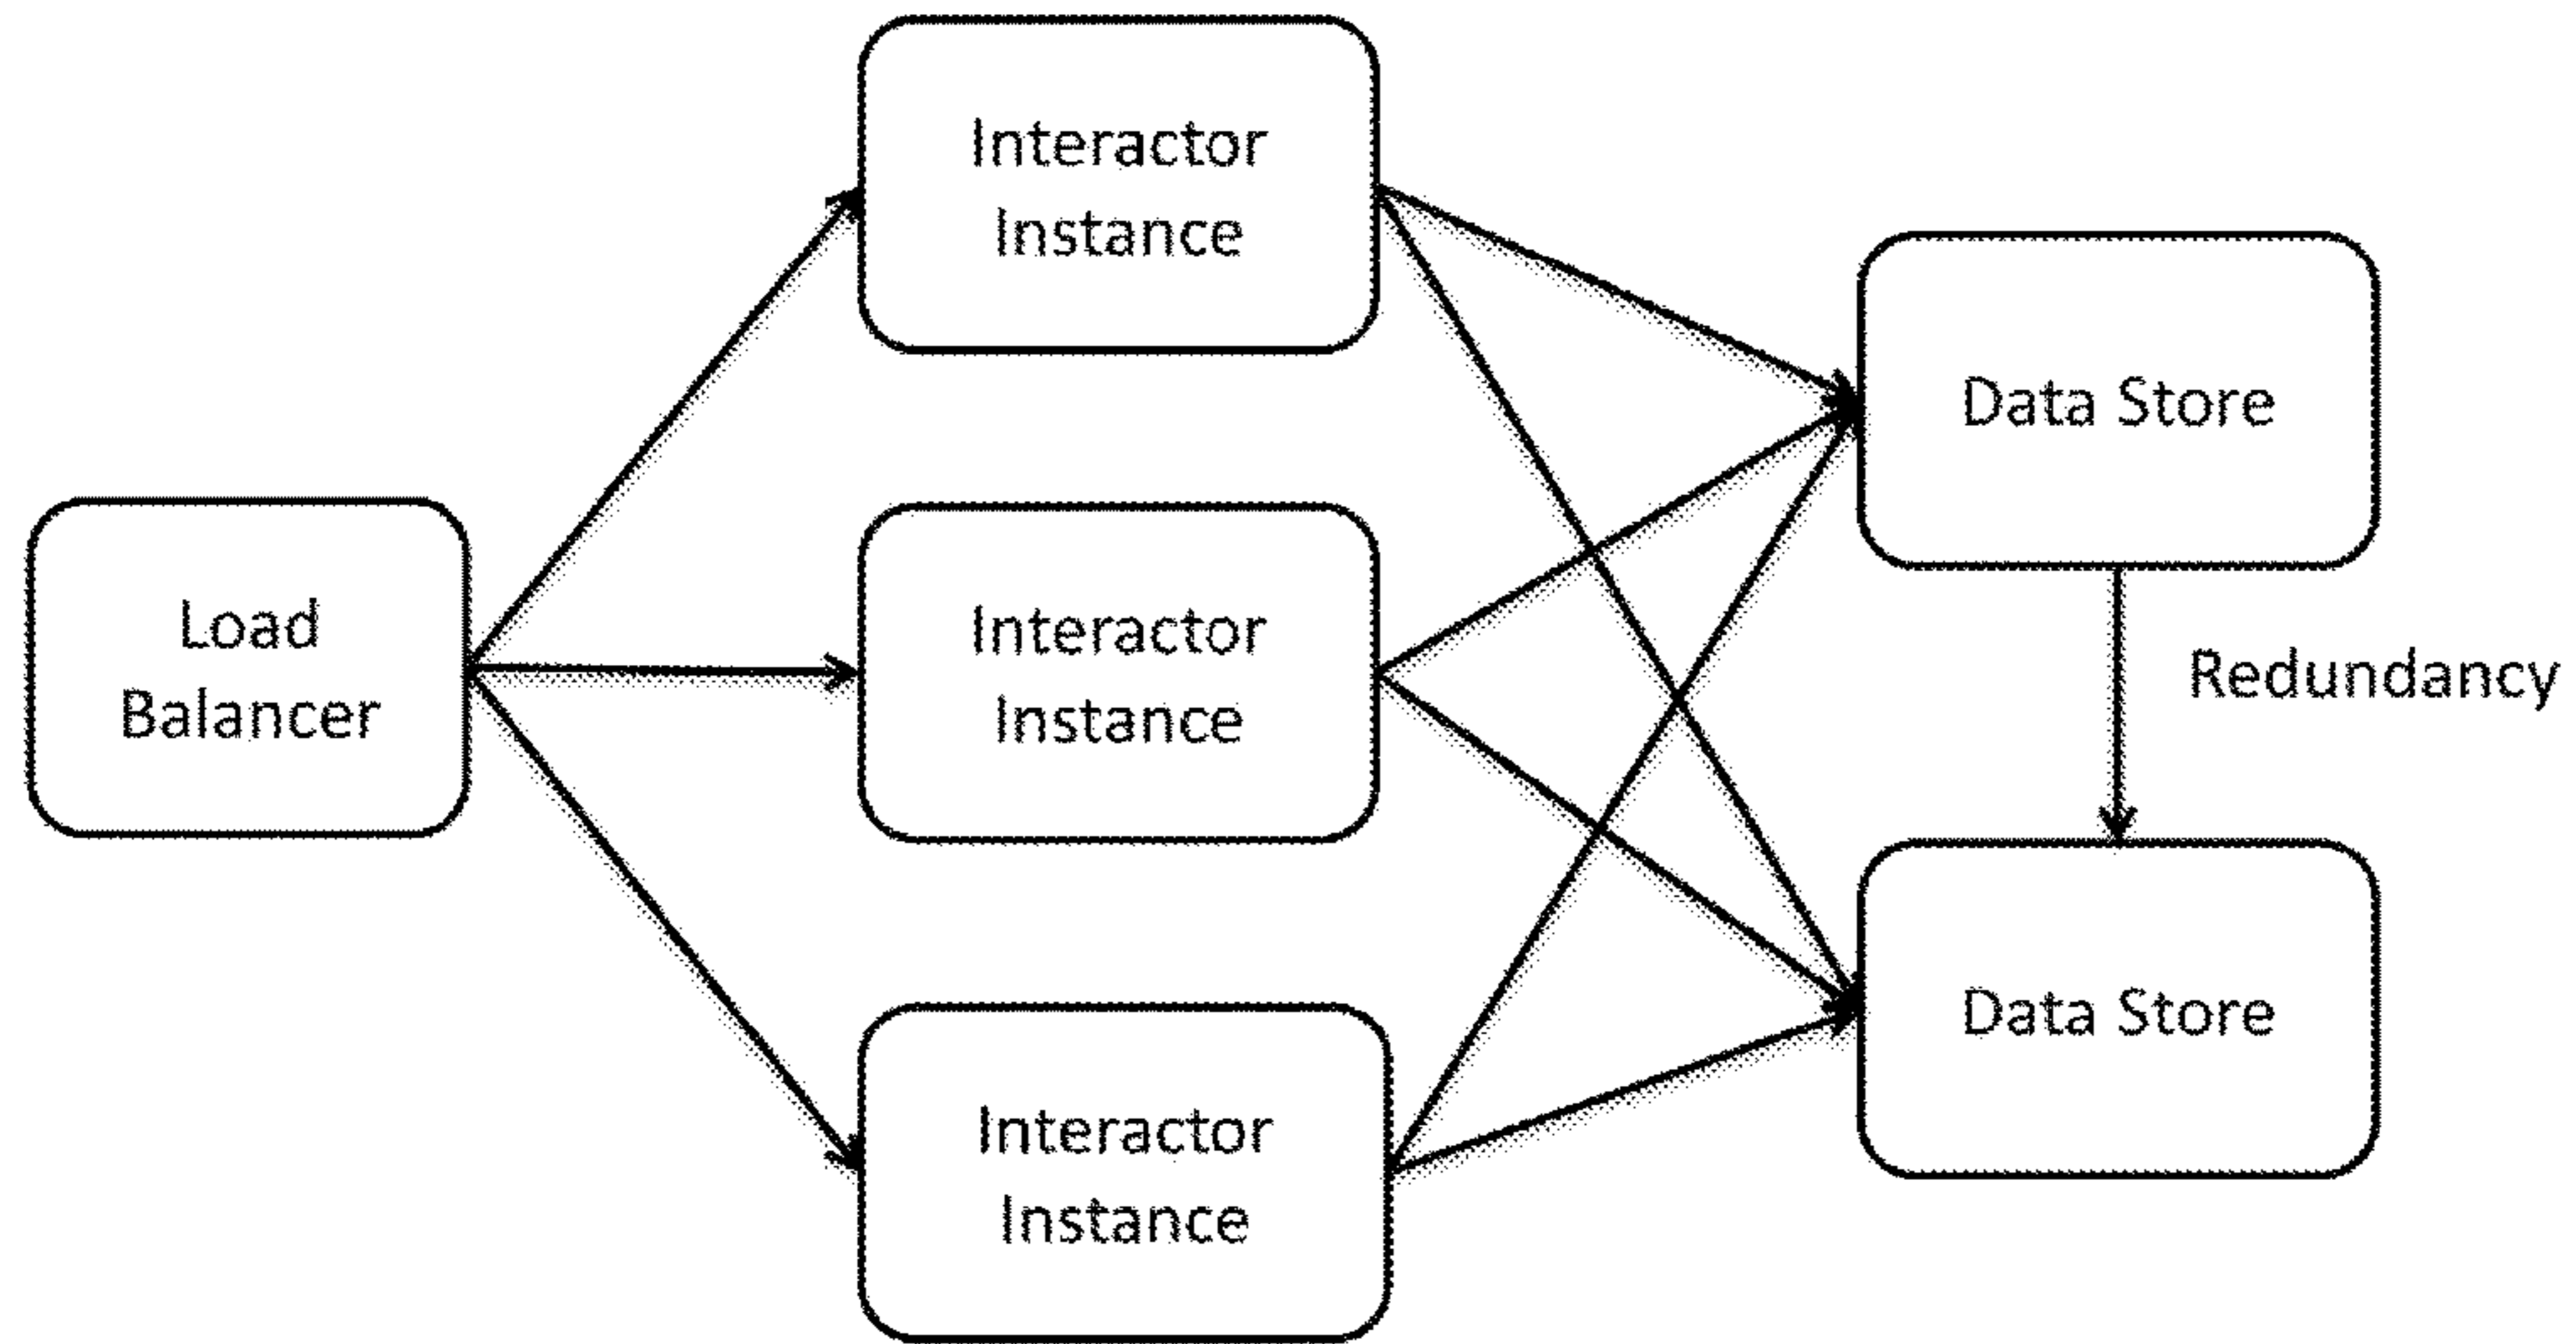 Load
Balancer
Interactor
Instance
Interactor
Instance
Interactor
Instance
Data Store
Redundancy
Data Store